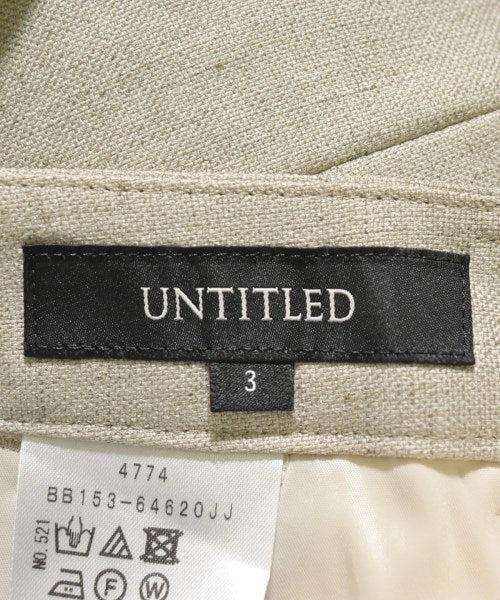 UNTITLED
3
4774
BB153-64620JJ
NO.521
F W